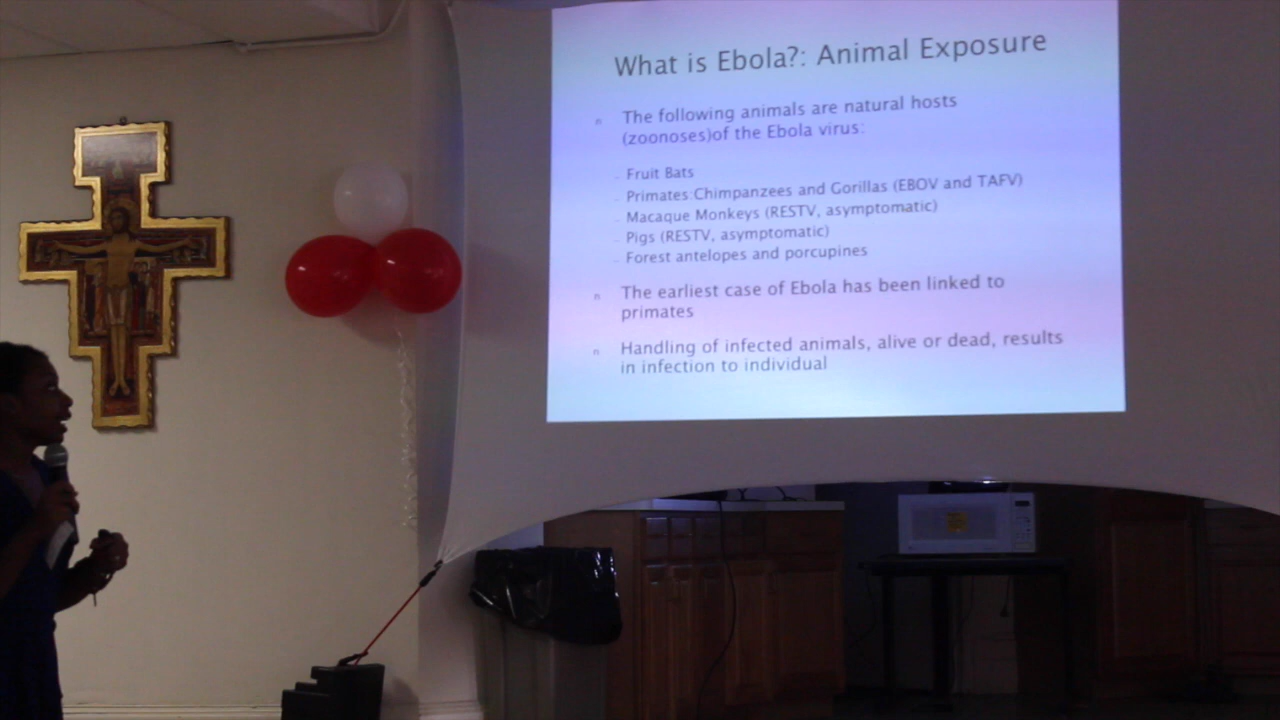 What is Ebola?: Animal Exposure
n The following animals are natural hosts
(zoonoses)of the Ebola virus:
– Fruit Bats
– Primates:Chimpanzees and Gorillas (EBOV and TAFV)
– Macaque Monkeys (RESTV, asymptomatic)
– Pigs (RESTV, asymptomatic)
– Forest antelopes and porcupines
n The earliest case of Ebola has been linked to
primates
n Handling of infected animals, alive or dead, results
in infection to individual